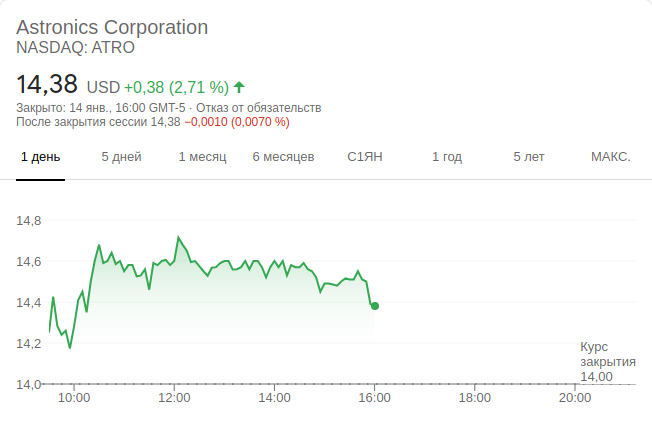 Astronics Corporation
NASDAQ: ATRO
14,38 USD +0,38 (2,71 %)
Закрыто: 14 янв., 16:00 GMT-5 · Отказ от обязательств
После закрытия сессии 14,38 −0,0010 (0,0070 %)
1 день 5 дней 1 месяц 6 месяцев С1ЯН 1 год 5 лет МАКС.
14,8
14,6
14,4
14,2
14,0
Курс
закрытия
14,00
10:00 12:00 14:00 16:00 18:00 20:00